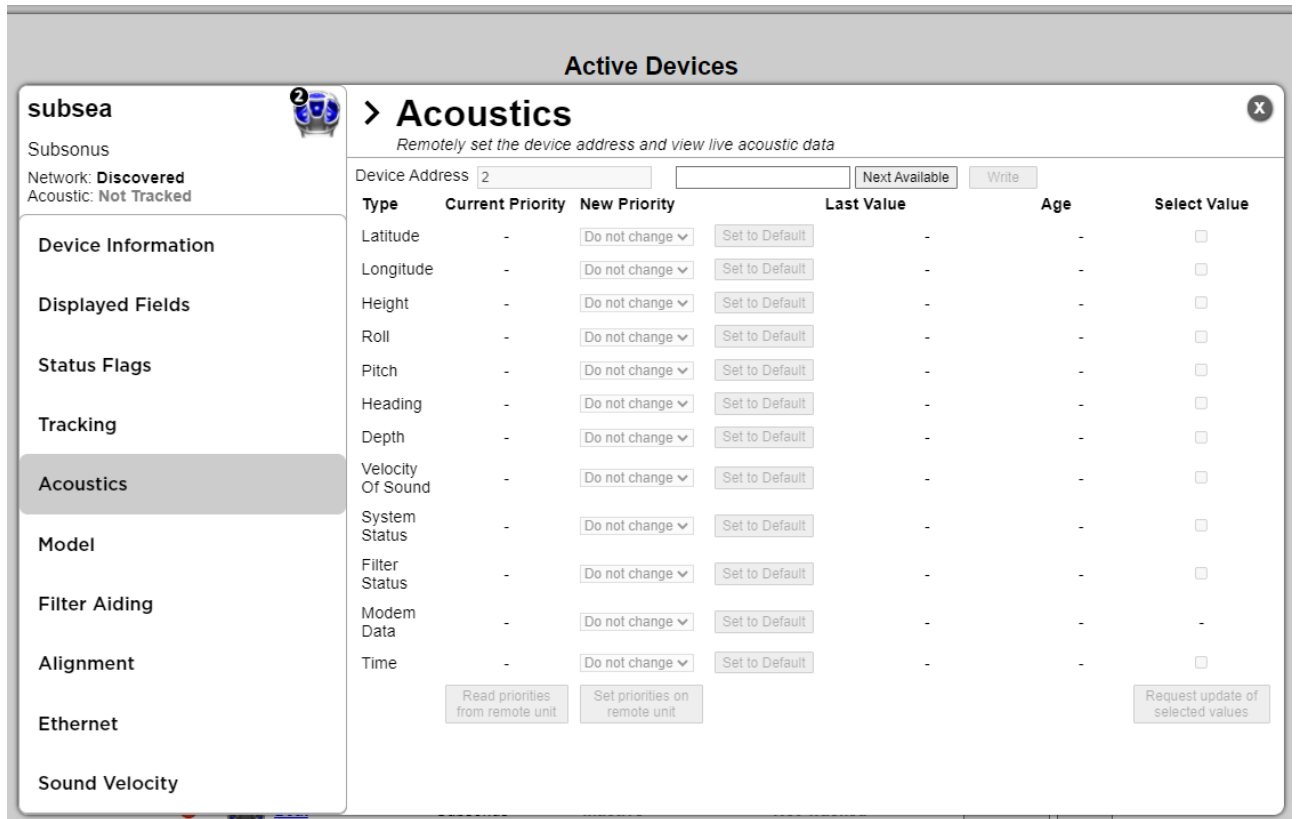 Active Devices
subsea
2
Subsonus
Network: Discovered
Acoustic: Not Tracked
Device Information
Displayed Fields
Status Flags
Tracking
Acoustics
Model
Filter Aiding
Alignment
Ethernet
Sound Velocity
> Acoustics
X
Remotely set the device address and view live acoustic data
Device Address 2 Next Available Write
Type Current Priority New Priority Last Value Age Select Value
Latitude - Do not change Set to Default - -
Longitude - Do not change Set to Default - -
Height - Do not change Set to Default - -
Roll - Do not change Set to Default - -
Pitch - Do not change Set to Default - -
Heading - Do not change Set to Default - -
Depth - Do not change Set to Default - -
Velocity
Of Sound - Do not change Set to Default - -
System
Status - Do not change Set to Default - -
Filter
Status - Do not change Set to Default - -
Modem
Data - Do not change Set to Default - - -
Time - Do not change Set to Default - -
Read priorities
from remote unit
Set priorities on
remote unit
Request update of
selected values